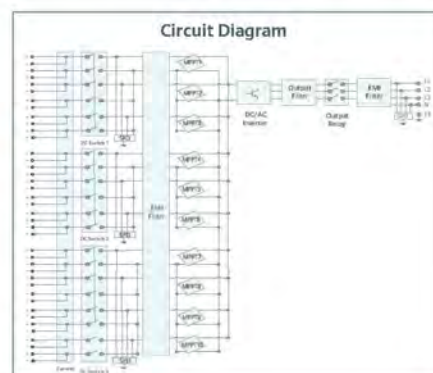 Circuit Diagram
MPPT1
MPPT2
MPPT3
MPPT4
MPPT5
MPPT6
MPPT7
MPPT8
MPPT9
MPPT10
DC/AC
Inverter
Output
Filter
Output
Relay
EMI
Filter
L1
L2
L3
N
SPD
DC Switch 1
SPD
EMI
Filter
DC Switch 2
SPD
Current
DC Switch 3
SPD